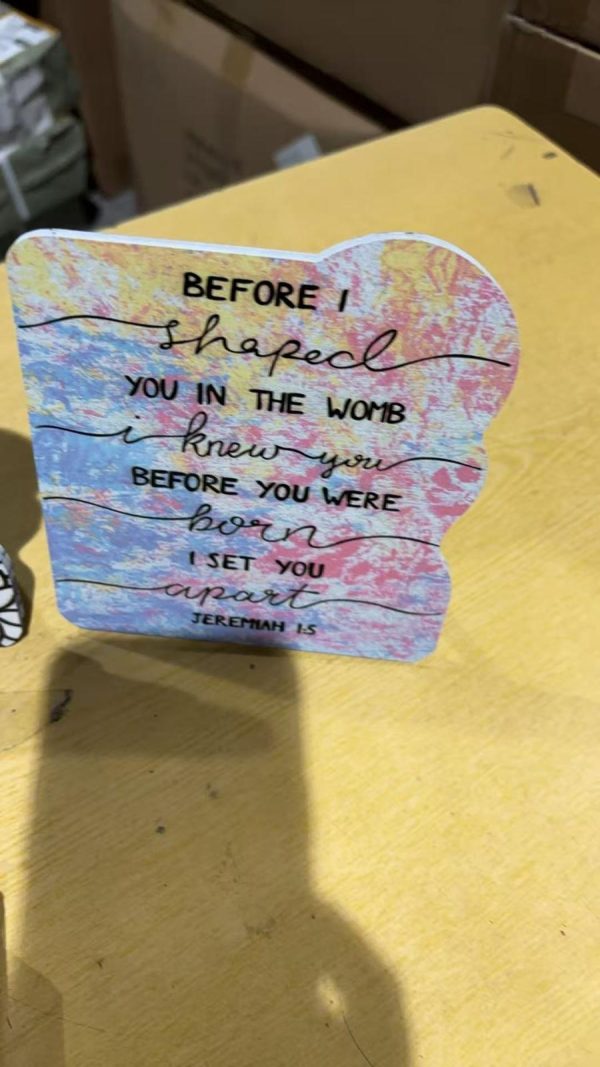 BEFORE I
shaped
YOU IN THE WOMB
i knew you
BEFORE YOU WERE
born
I SET YOU
apart
JEREMIAH 1:5